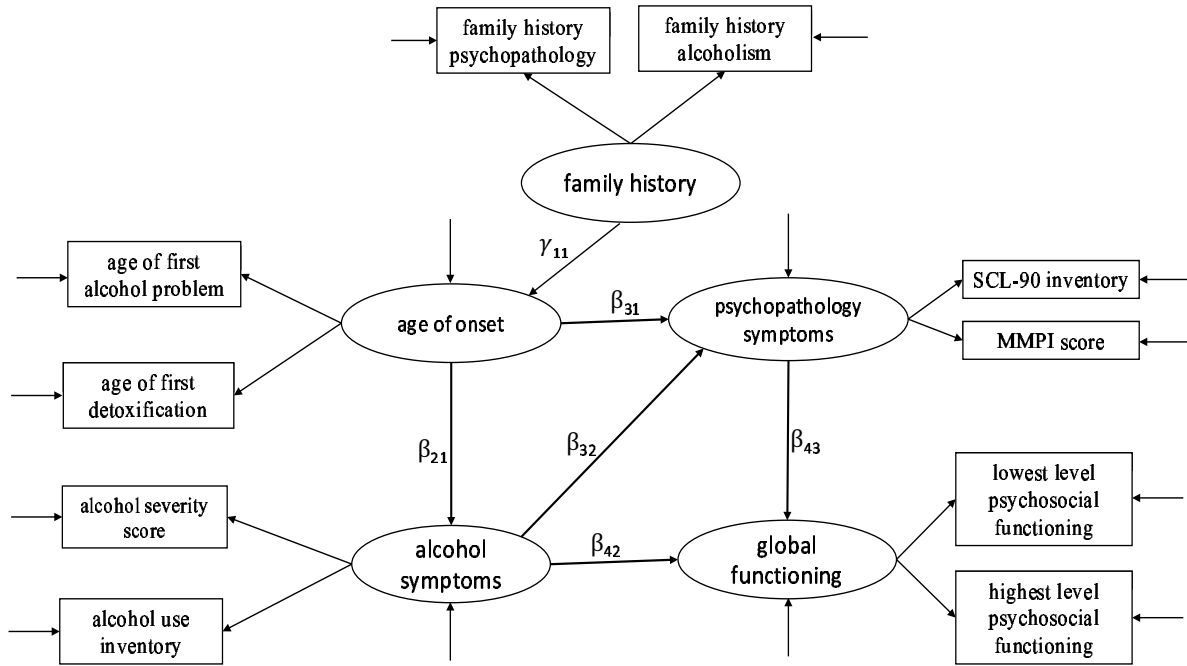 family history
psychopathology
family history
alcoholism
family history
γ11
age of first
alcohol problem
age of onset
β31
psychopathology
symptoms
SCL-90 inventory
MMPI score
age of first
detoxification
β21
β32
β43
alcohol severity
score
alcohol
symptoms
β42
global
functioning
lowest level
psychosocial
functioning
alcohol use
inventory
highest level
psychosocial
functioning